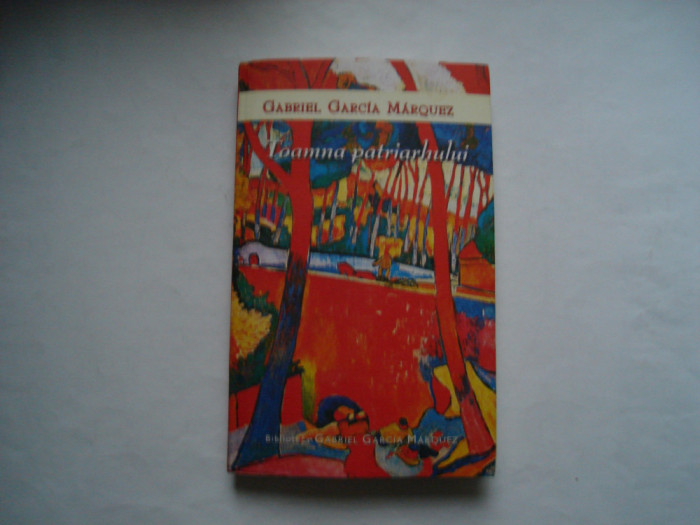 GABRIEL GARCÍA MÁRQUEZ
Toamna patriarhului
Biblioteca GABRIEL GARCÍA MÁRQUEZ